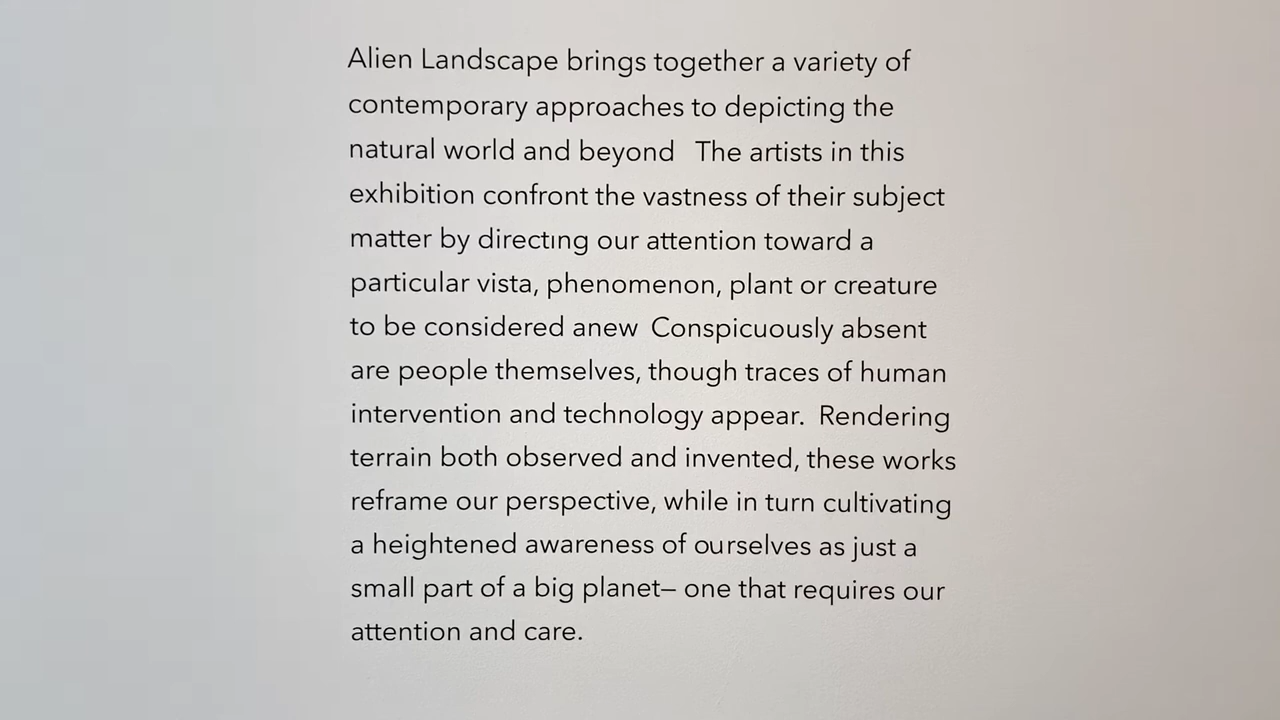 Alien Landscape brings together a variety of
contemporary approaches to depicting the
natural world and beyond   The artists in this
exhibition confront the vastness of their subject
matter by directıng our attention toward a
particular vista, phenomenon, plant or creature
to be considered anew  Conspicuously absent
are people themselves, though traces of human
intervention and technology appear.  Rendering
terrain both observed and invented, these works
reframe our perspective, while in turn cultivating
a heightened awareness of ourselves as just a
small part of a big planet– one that requires our
attention and care.